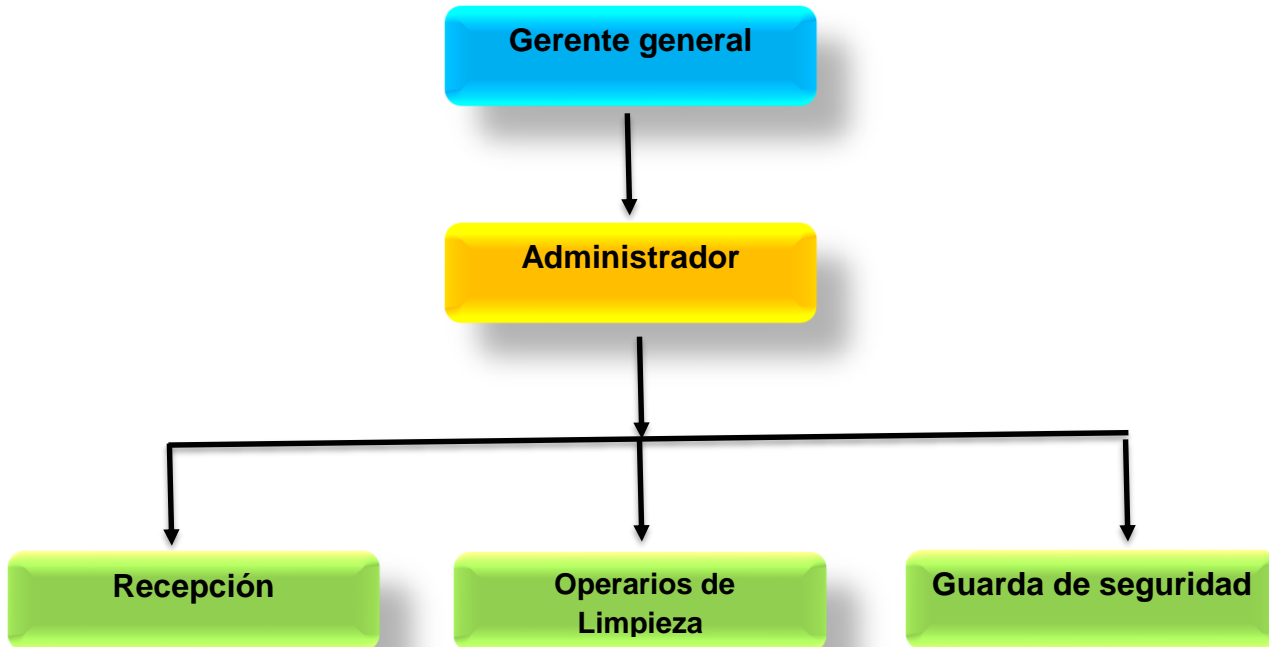 Gerente general
Administrador
Recepción
Operarios de
Limpieza
Guarda de seguridad